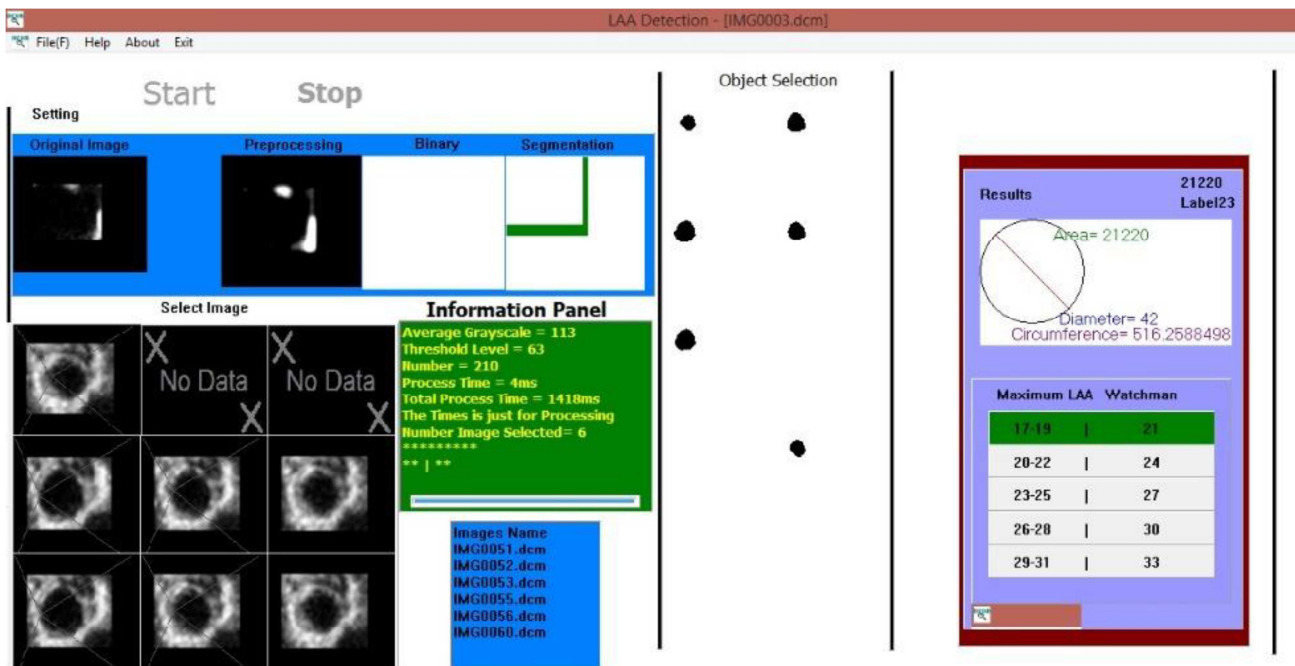 LAA Detection - [IMG0003.dcm]
File(F) Help About Exit
Start Stop
Setting
Original Image Preprocessing Binary Segmentation
Select Image
X No Data X
X No Data X
Information Panel
Average Grayscale = 113
Threshold Level = 63
Number = 210
Process Time = 4ms
Total Process Time = 1418ms
The Times is just for Processing
Number Image Selected= 6
*********
** | **
Images Name
IMG0051.dcm
IMG0052.dcm
IMG0053.dcm
IMG0055.dcm
IMG0056.dcm
IMG0060.dcm
Object Selection
Results
21220
Label23
Area= 21220
Diameter= 42
Circumference= 516.2588498
Maximum LAA Watchman
17-19 | 21
20-22 | 24
23-25 | 27
26-28 | 30
29-31 | 33